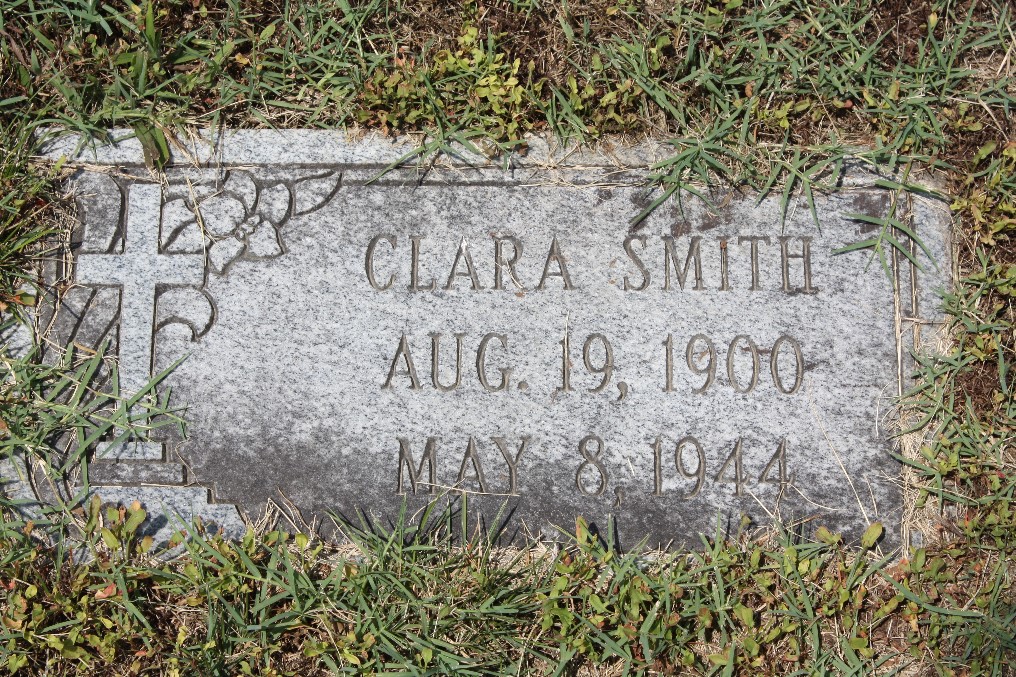 CLARA SMITH
AUG. 19, 1900
MAY 8, 1944